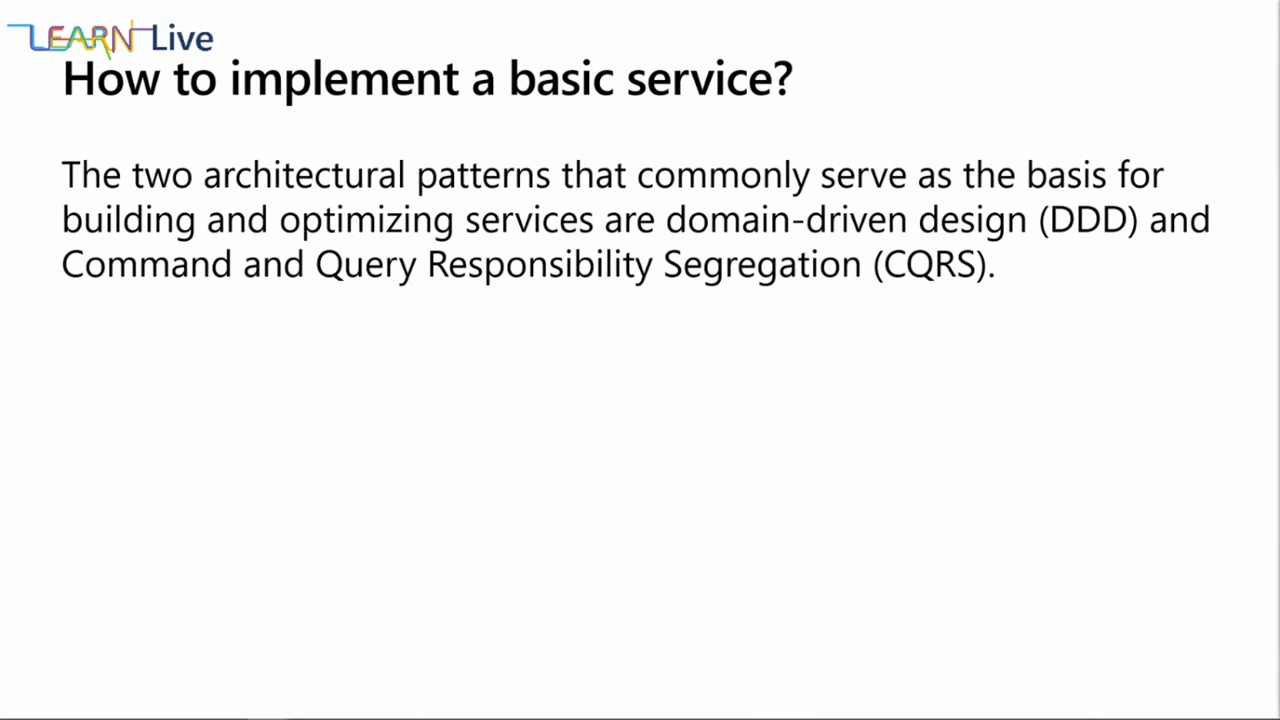 LEARN Live
How to implement a basic service?
The two architectural patterns that commonly serve as the basis for
building and optimizing services are domain-driven design (DDD) and
Command and Query Responsibility Segregation (CQRS).